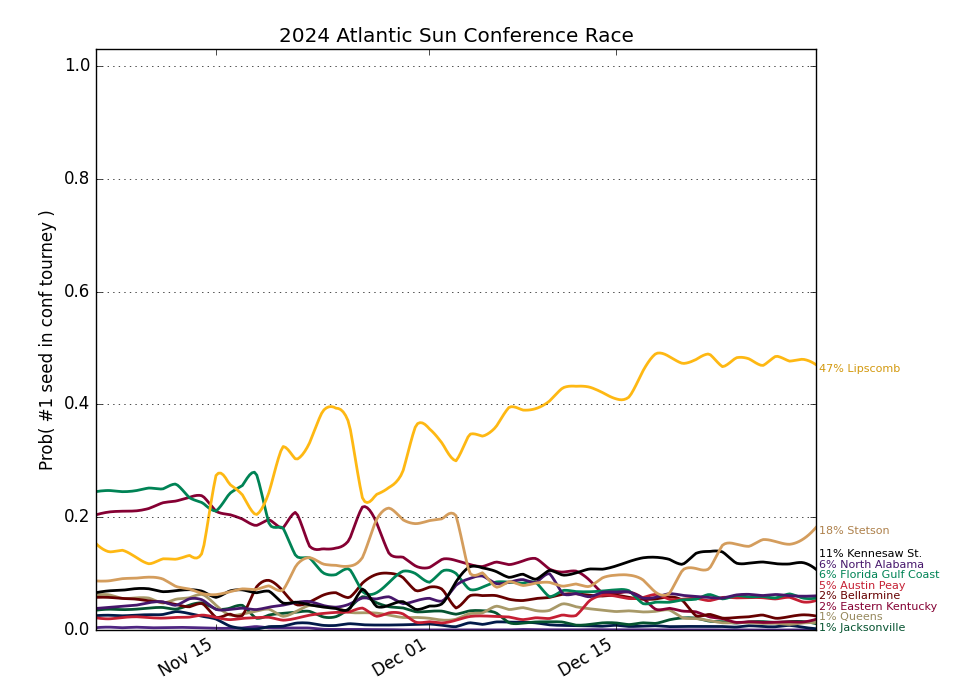 2024 Atlantic Sun Conference Race
Prob( #1 seed in conf tourney )
1.0
0.8
0.6
0.4
0.2
0.0
Nov 15
Dec 01
Dec 15
47% Lipscomb
18% Stetson
11% Kennesaw St.
6% North Alabama
6% Florida Gulf Coast
5% Austin Peay
2% Bellarmine
2% Eastern Kentucky
1% Queens
1% Jacksonville